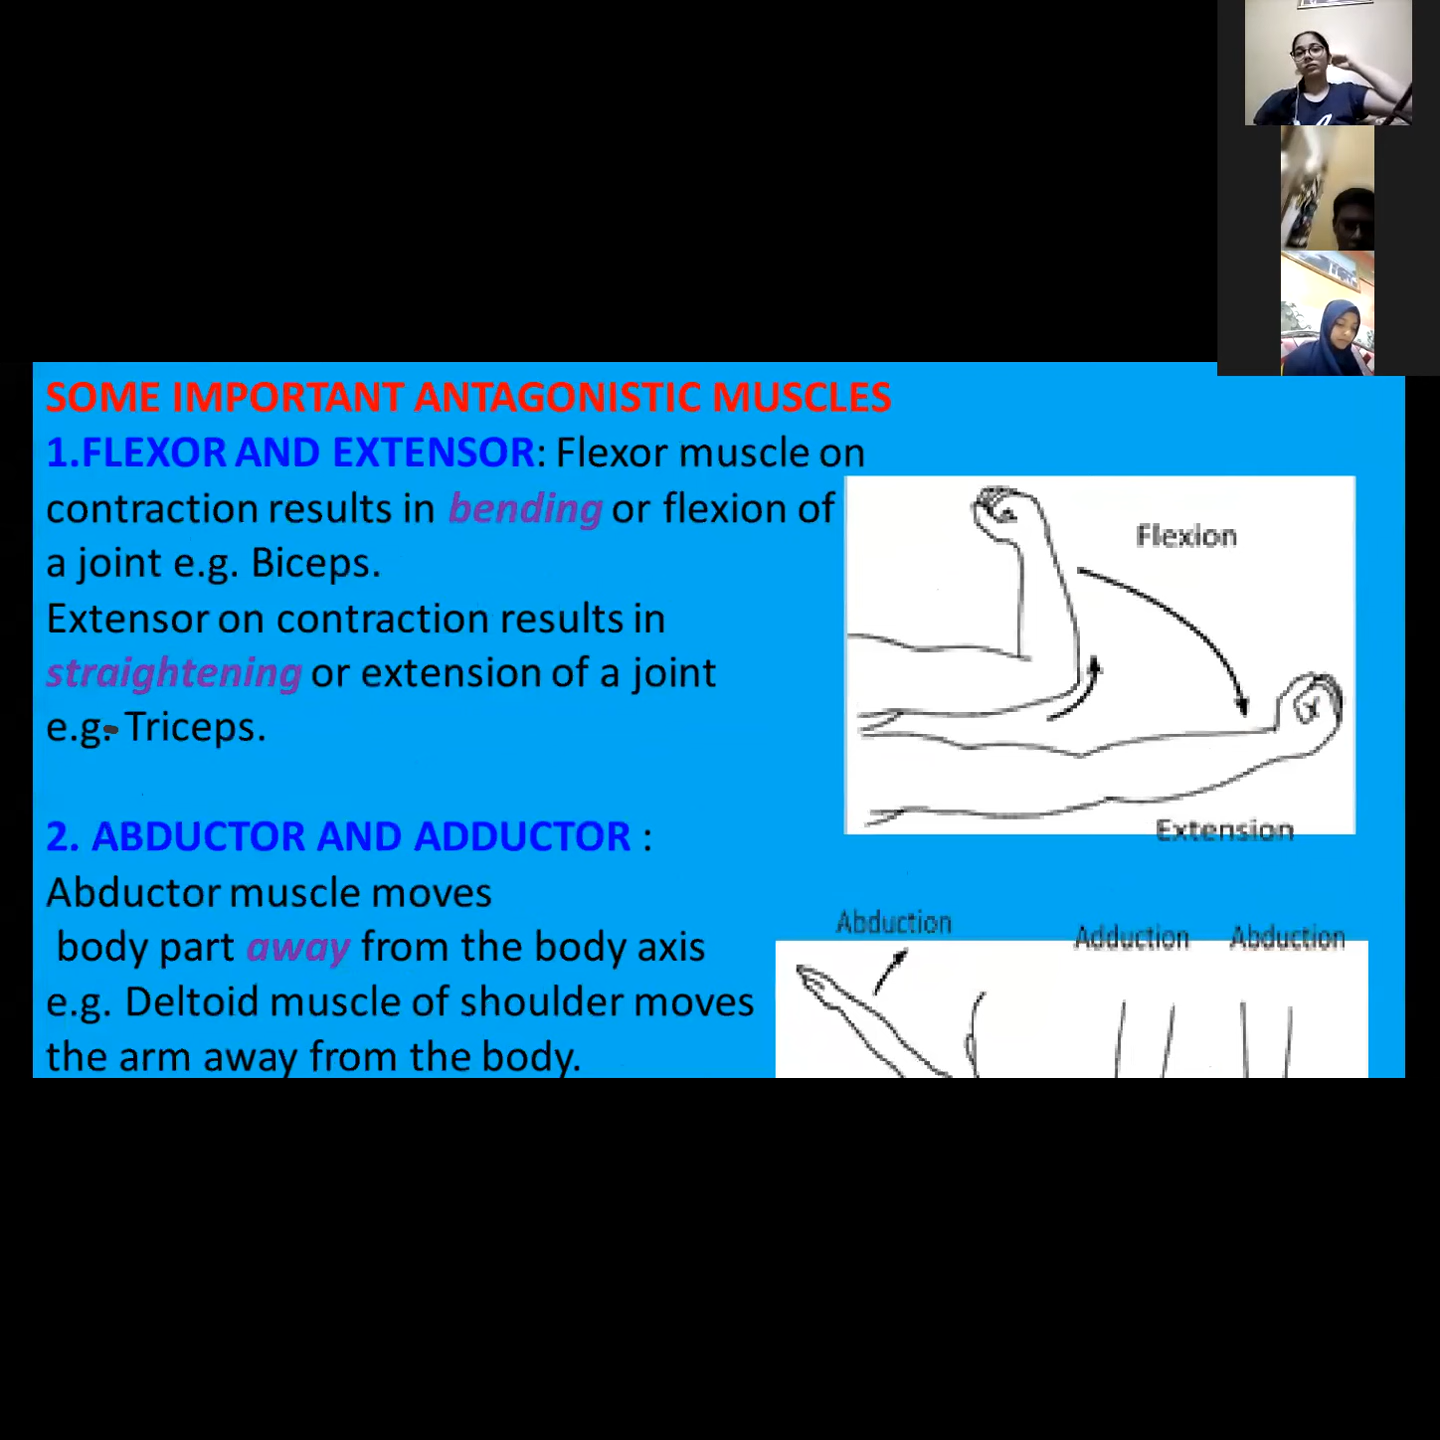 SOME IMPORTANT ANTAGONISTIC MUSCLES
1.FLEXOR AND EXTENSOR: Flexor muscle on
contraction results in bending or flexion of
a joint e.g. Biceps.
Extensor on contraction results in
straightening or extension of a joint
e.g. Triceps.
Flexion
Extension
2. ABDUCTOR AND ADDUCTOR :
Abductor muscle moves
body part away from the body axis
e.g. Deltoid muscle of shoulder moves
the arm away from the body.
Abduction
Adduction Abduction